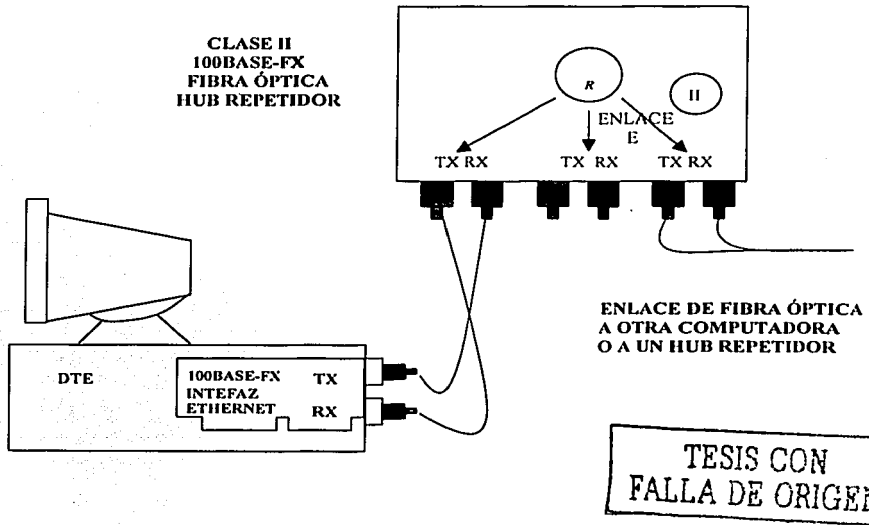 CLASE II
100BASE-FX
FIBRA ÓPTICA
HUB REPETIDOR
R
II
ENLACE
E
TX RX
TX RX
TX RX
ENLACE DE FIBRA ÓPTICA
A OTRA COMPUTADORA
O A UN HUB REPETIDOR
DTE
100BASE-FX TX
INTEFAZ
ETHERNET RX
TESIS CON
FALLA DE ORIGEN